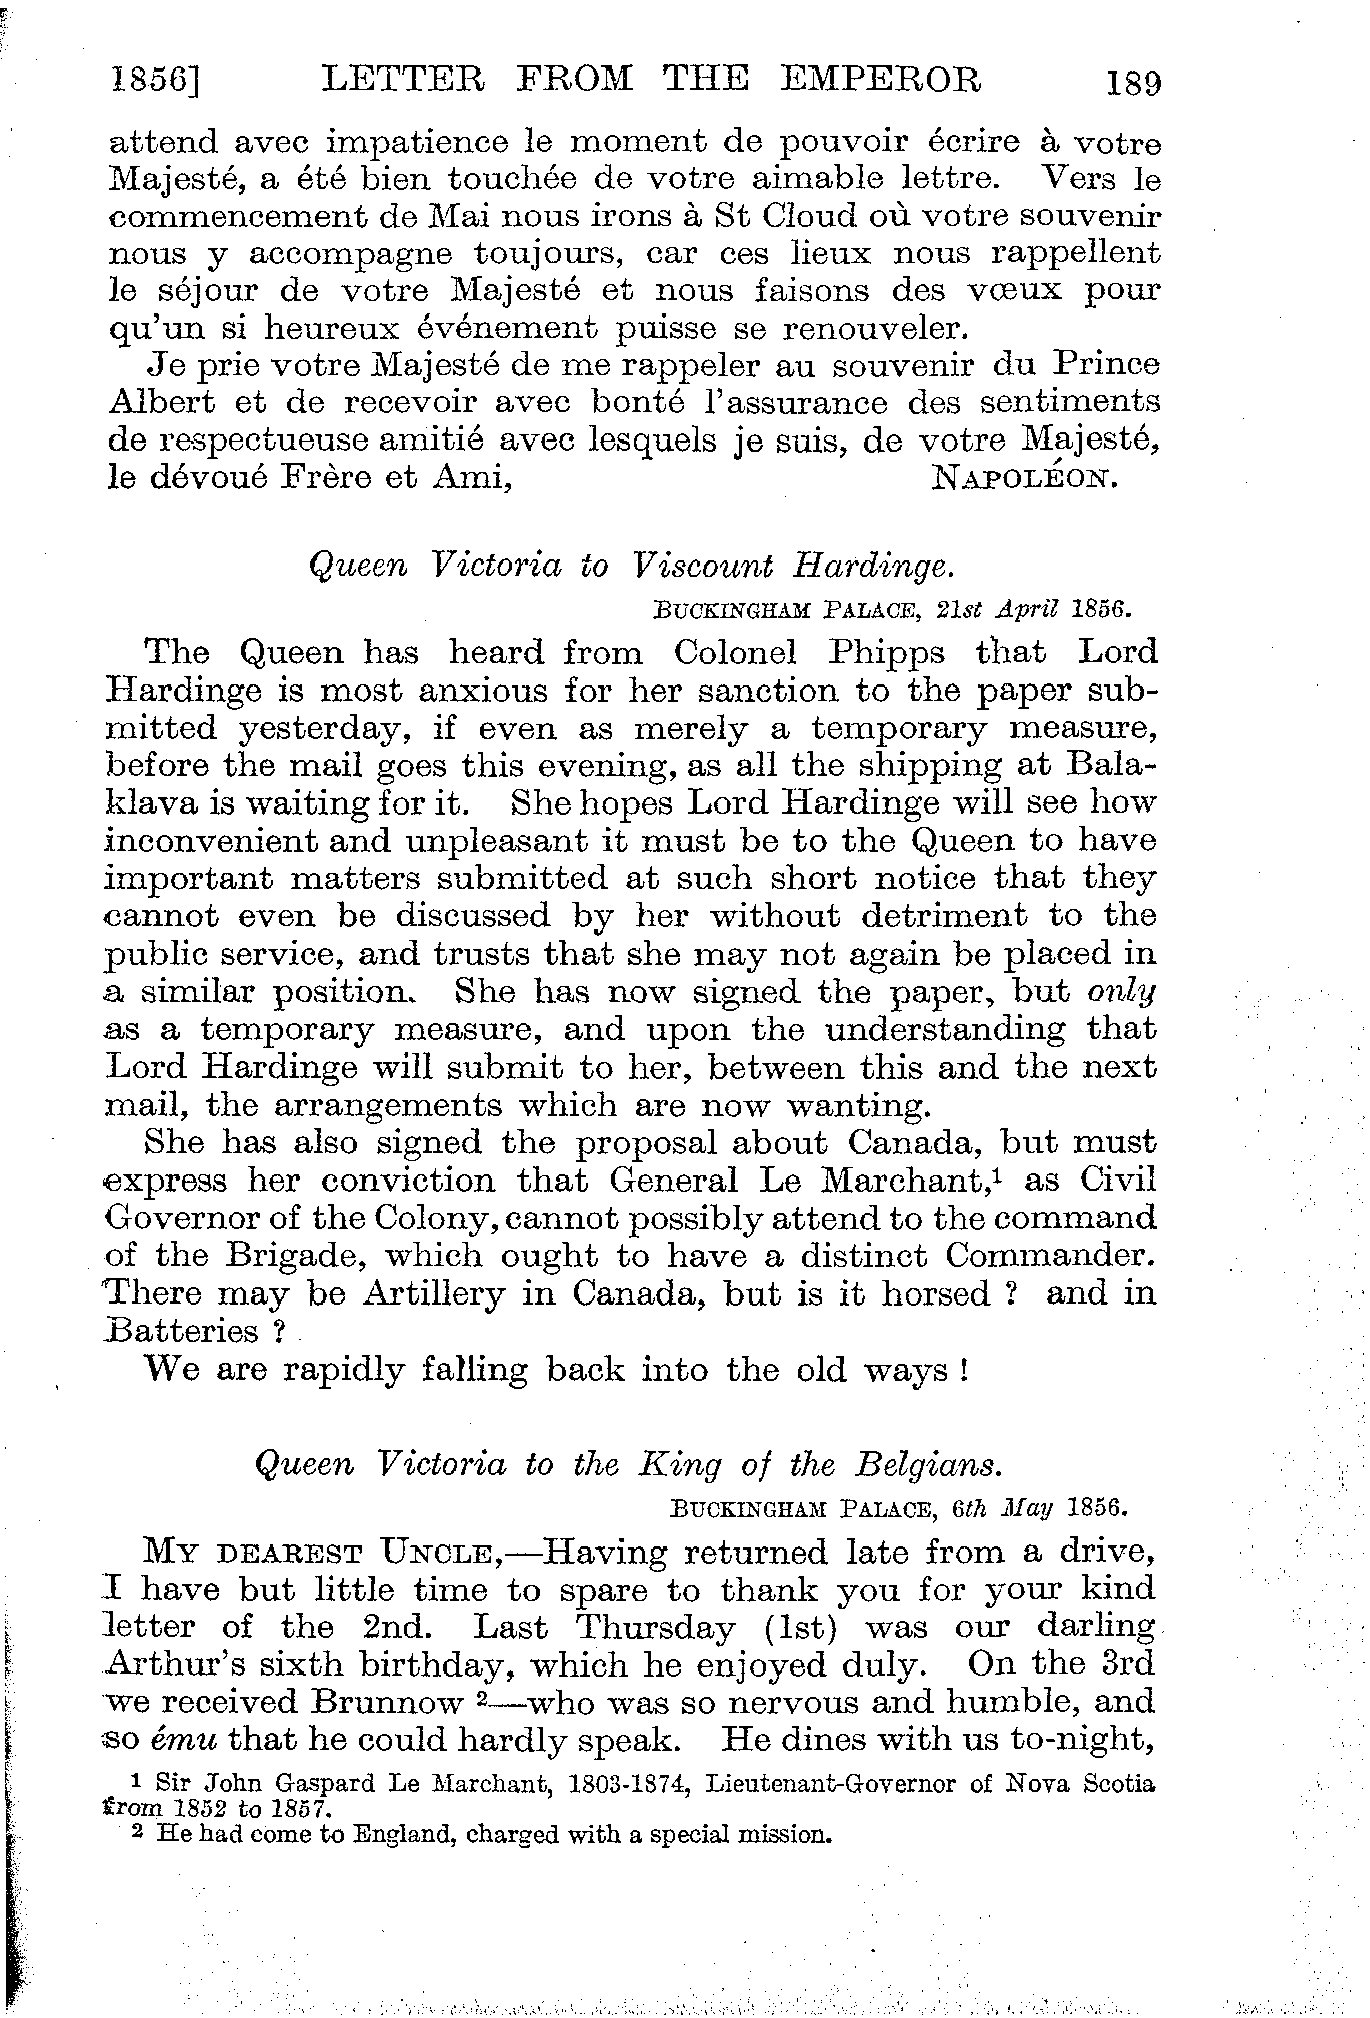 1856] LETTER FROM THE EMPEROR 189
attend avec impatience le moment de pouvoir écrire à votre
Majesté, a été bien touchée de votre aimable lettre. Vers le
commencement de Mai nous irons à St Cloud où votre souvenir
nous y accompagne toujours, car ces lieux nous rappellent
le séjour de votre Majesté et nous faisons des vœux pour
qu'un si heureux événement puisse se renouveler.
Je prie votre Majesté de me rappeler au souvenir du Prince
Albert et de recevoir avec bonté l'assurance des sentiments
de respectueuse amitié avec lesquels je suis, de votre Majesté,
le dévoué Frère et Ami, NAPOLÉON.
Queen Victoria to Viscount Hardinge.
BUCKINGHAM PALACE, 21st April 1856.
The Queen has heard from Colonel Phipps that Lord
Hardinge is most anxious for her sanction to the paper sub-
mitted yesterday, if even as merely a temporary measure,
before the mail goes this evening, as all the shipping at Bala-
klava is waiting for it. She hopes Lord Hardinge will see how
inconvenient and unpleasant it must be to the Queen to have
important matters submitted at such short notice that they
cannot even be discussed by her without detriment to the
public service, and trusts that she may not again be placed in
a similar position. She has now signed the paper, but only
as a temporary measure, and upon the understanding that
Lord Hardinge will submit to her, between this and the next
mail, the arrangements which are now wanting.
She has also signed the proposal about Canada, but must
express her conviction that General Le Marchant,¹ as Civil
Governor of the Colony, cannot possibly attend to the command
of the Brigade, which ought to have a distinct Commander.
There may be Artillery in Canada, but is it horsed ? and in
Batteries ?
We are rapidly falling back into the old ways !
Queen Victoria to the King of the Belgians.
BUCKINGHAM PALACE, 6th May 1856.
MY DEAREST UNCLE,—Having returned late from a drive,
I have but little time to spare to thank you for your kind
letter of the 2nd. Last Thursday (1st) was our darling
Arthur's sixth birthday, which he enjoyed duly. On the 3rd
we received Brunnow ²—who was so nervous and humble, and
so ému that he could hardly speak. He dines with us to-night,
1 Sir John Gaspard Le Marchant, 1803-1874, Lieutenant-Governor of Nova Scotia
from 1852 to 1857.
2 He had come to England, charged with a special mission.